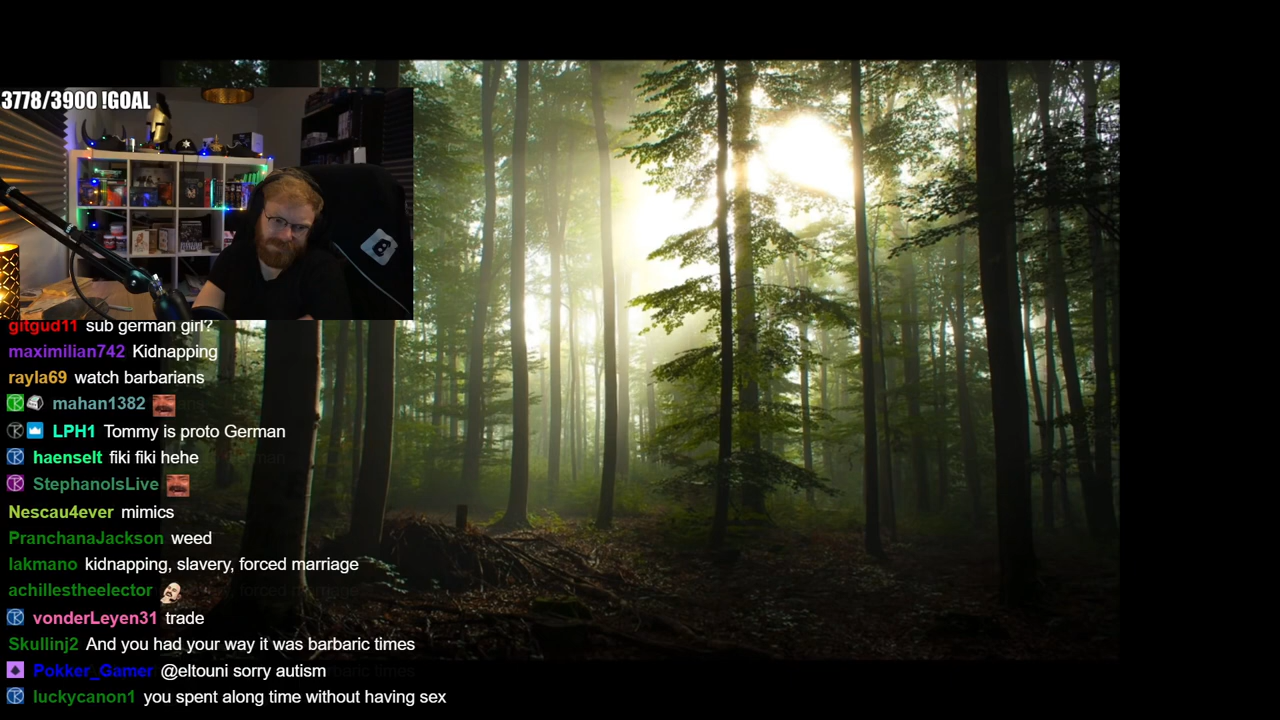 3778/3900 !GOAL
gitgud11 sub german girl?
maximilian742 Kidnapping
rayla69 watch barbarians
mahan1382
LPH1 Tommy is proto German
haenselt fiki fiki hehe
StephanoIsLive
Nescau4ever mimics
PranchanaJackson weed
lakmano kidnapping, slavery, forced marriage
achillestheelector
vonderLeyen31 trade
Skullinj2 And you had your way it was barbaric times
Pokker_Gamer @eltouni sorry autism
luckycanon1 you spent along time without having sex